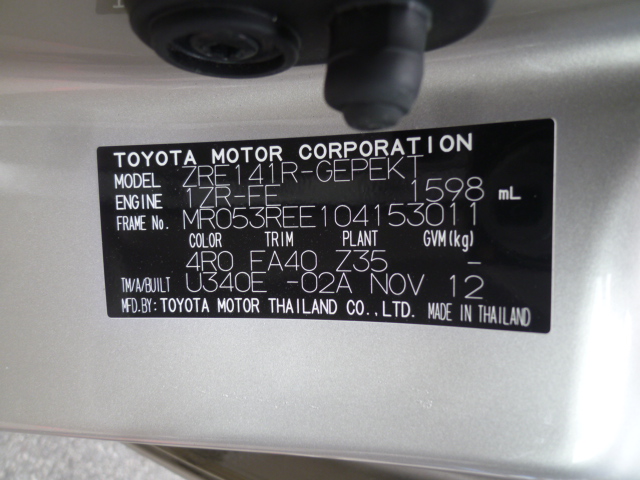 TOYOTA MOTOR CORPORATION
MODEL ZRE141R-GEPEKT
ENGINE 1ZR-FE 1598 mL
FRAME No. MR053REE104153011
COLOR TRIM PLANT GVM(kg)
4R0 EA40 Z35 -
TM/A/BUILT U340E -02A NOV 12
MFD.BY: TOYOTA MOTOR THAILAND CO.,LTD. MADE IN THAILAND